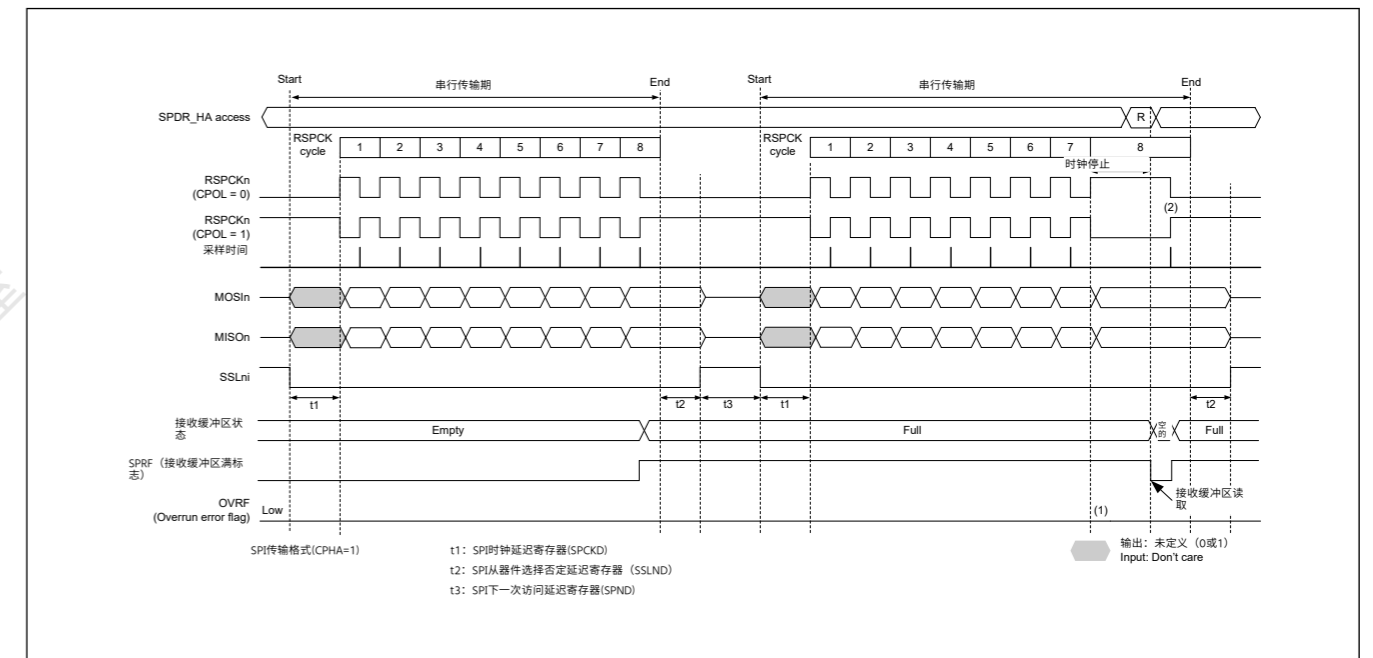 Start
串行传输期
End
Start
串行传输期
End
SPDR_HA access
R
RSPCK
cycle
1 2 3 4 5 6 7 8
RSPCK
cycle
1 2 3 4 5 6 7 8
时钟停止
RSPCKn
(CPOL = 0)
RSPCKn
(CPOL = 1)
(2)
采样时间
MOSIn
MISOn
SSLni
t1
t2
t3
t1
t2
接收缓冲区状
态
Empty
Full
空
的
Full
SPRF（接收缓冲区满标
志）
接收缓冲区读
取
OVRF
(Overrun error flag)
Low
(1)
SPI传输格式(CPHA=1)
t1：SPI时钟延迟寄存器(SPCKD)
t2：SPI从器件选择否定延迟寄存器（SSLND）
t3：SPI下一次访问延迟寄存器(SPND)
输出：未定义（0或1）
Input: Don't care